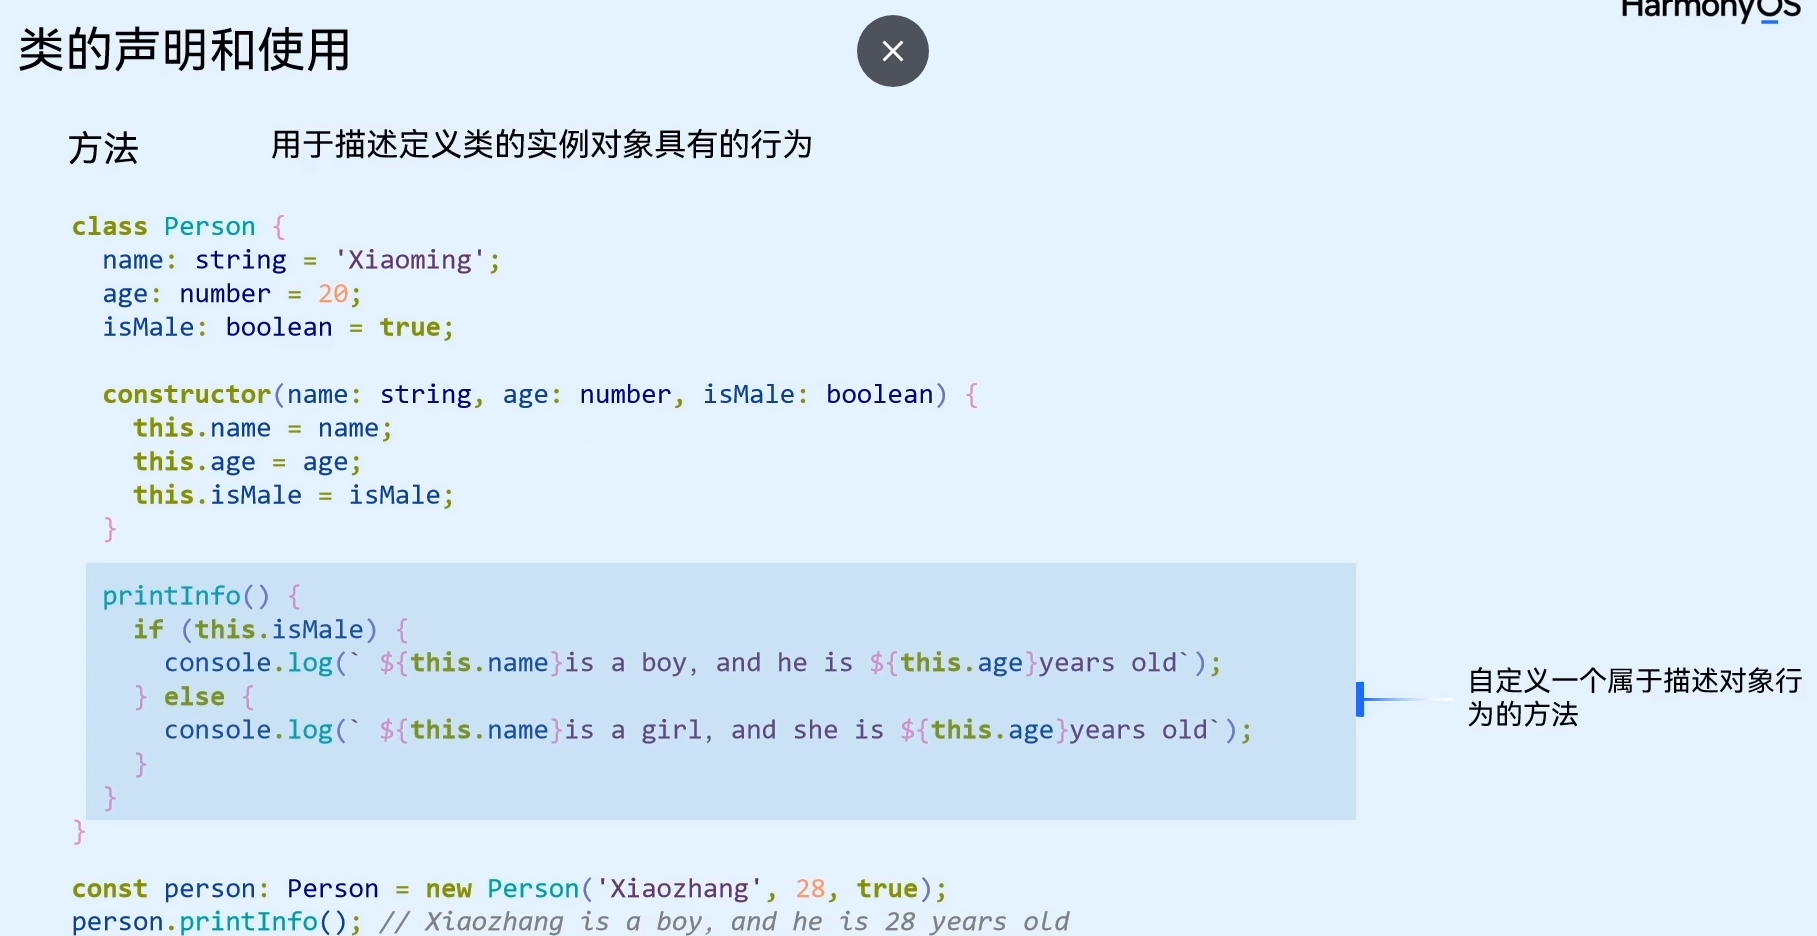 HarmonyOS
类的声明和使用
方法 用于描述定义类的实例对象具有的行为
class Person {
  name: string = 'Xiaoming';
  age: number = 20;
  isMale: boolean = true;

  constructor(name: string, age: number, isMale: boolean) {
    this.name = name;
    this.age = age;
    this.isMale = isMale;
  }

  printInfo() {
    if (this.isMale) {
      console.log(` ${this.name}is a boy, and he is ${this.age}years old`);
    } else {
      console.log(` ${this.name}is a girl, and she is ${this.age}years old`);
    }
  }
}
自定义一个属于描述对象行
为的方法

const person: Person = new Person('Xiaozhang', 28, true);
person.printInfo(); // Xiaozhang is a boy, and he is 28 years old